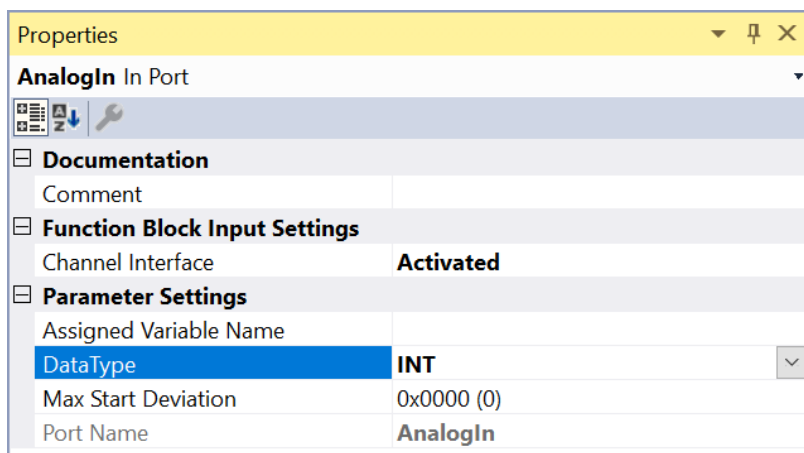 Properties
AnalogIn In Port
Documentation
Comment
Function Block Input Settings
Channel Interface Activated
Parameter Settings
Assigned Variable Name
DataType INT
Max Start Deviation 0x0000 (0)
Port Name AnalogIn